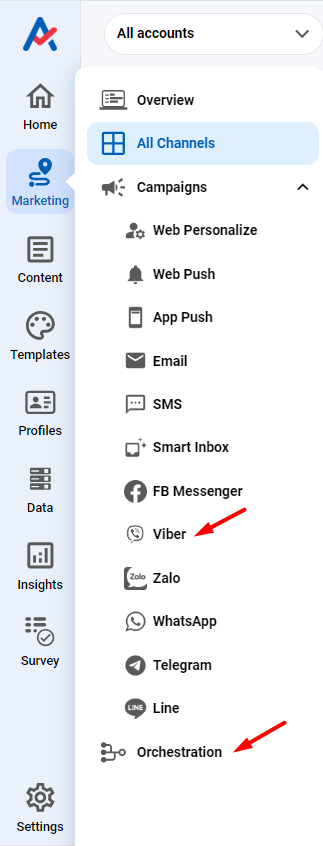 All accounts
Home
Marketing
Content
Templates
Profiles
Data
Insights
Survey
Settings
Overview
All Channels
Campaigns
Web Personalize
Web Push
App Push
Email
SMS
Smart Inbox
FB Messenger
Viber
Zalo
Zalo
WhatsApp
Telegram
LINE
Line
Orchestration